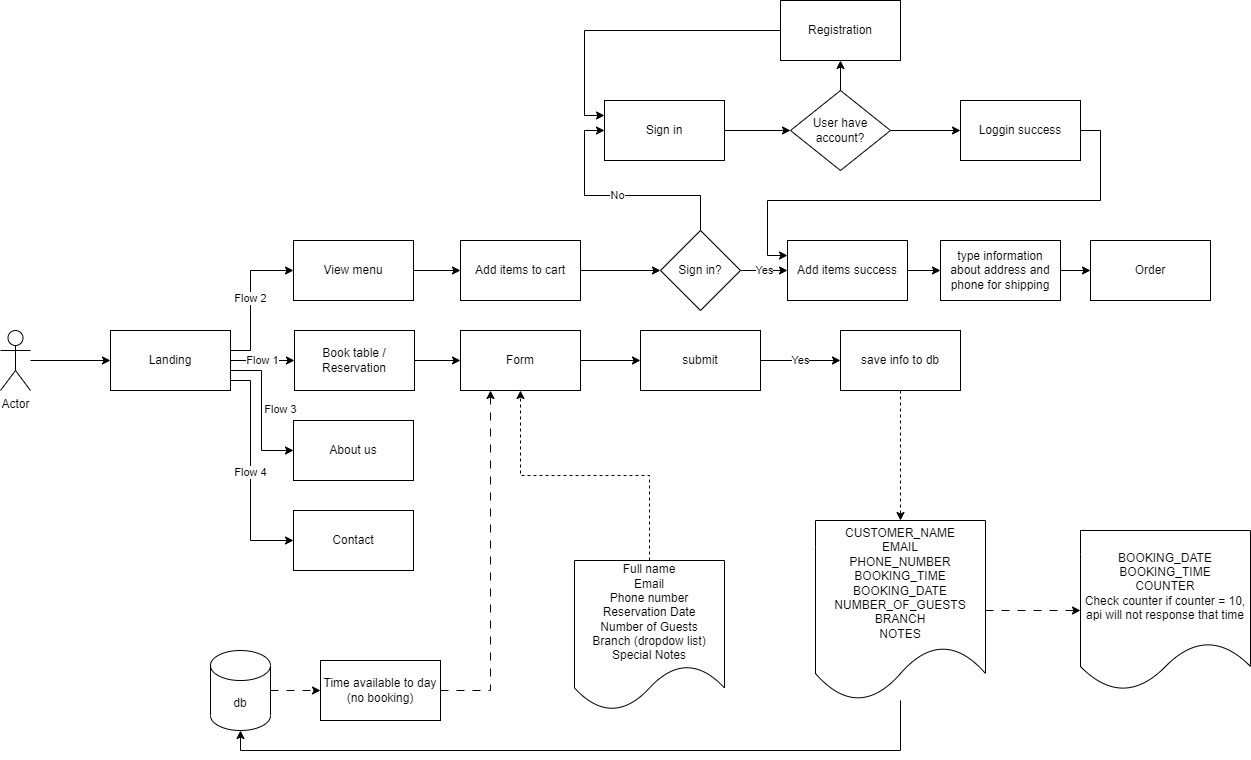 Registration
Sign in
User have
account?
Loggin success
No
View menu
Add items to cart
Sign in?
Yes
Add items success
type information
about address and
phone for shipping
Order
Flow 2
Actor
Landing
Flow 1
Book table /
Reservation
Form
submit
Yes
save info to db
Flow 3
About us
Flow 4
Contact
Full name
Email
Phone number
Reservation Date
Number of Guests
Branch (dropdow list)
Special Notes
CUSTOMER_NAME
EMAIL
PHONE_NUMBER
BOOKING_TIME
BOOKING_DATE
NUMBER_OF_GUESTS
BRANCH
NOTES
BOOKING_DATE
BOOKING_TIME
COUNTER
Check counter if counter = 10,
api will not response that time
db
Time available to day
(no booking)